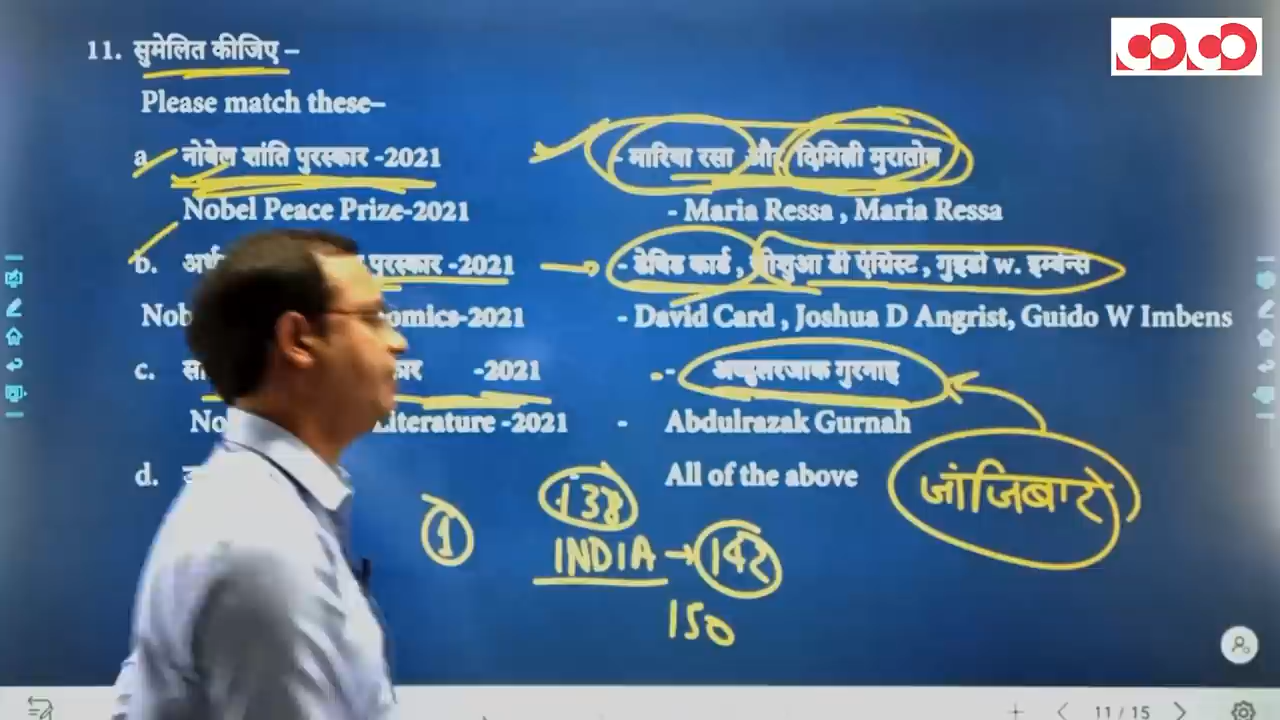 11. सुमेलित कीजिए –
Please match these–
a नोबेल शांति पुरस्कार -2021 - मारिया रसा और दिमित्री मुरातोव
Nobel Peace Prize-2021 - Maria Ressa , Maria Ressa
b. पुरस्कार -2021 - डेविड कार्ड , जोशुआ डी एंग्रिस्ट , गुइडो w. इम्बेन्स
Nob omics-2021 - David Card , Joshua D Angrist, Guido W Imbens
c. -2021 - अब्दुलरजाक गुरनाह
No Literature -2021 - Abdulrazak Gurnah
d. All of the above
जांजिबार
138
1 INDIA → 142
150
11 / 15